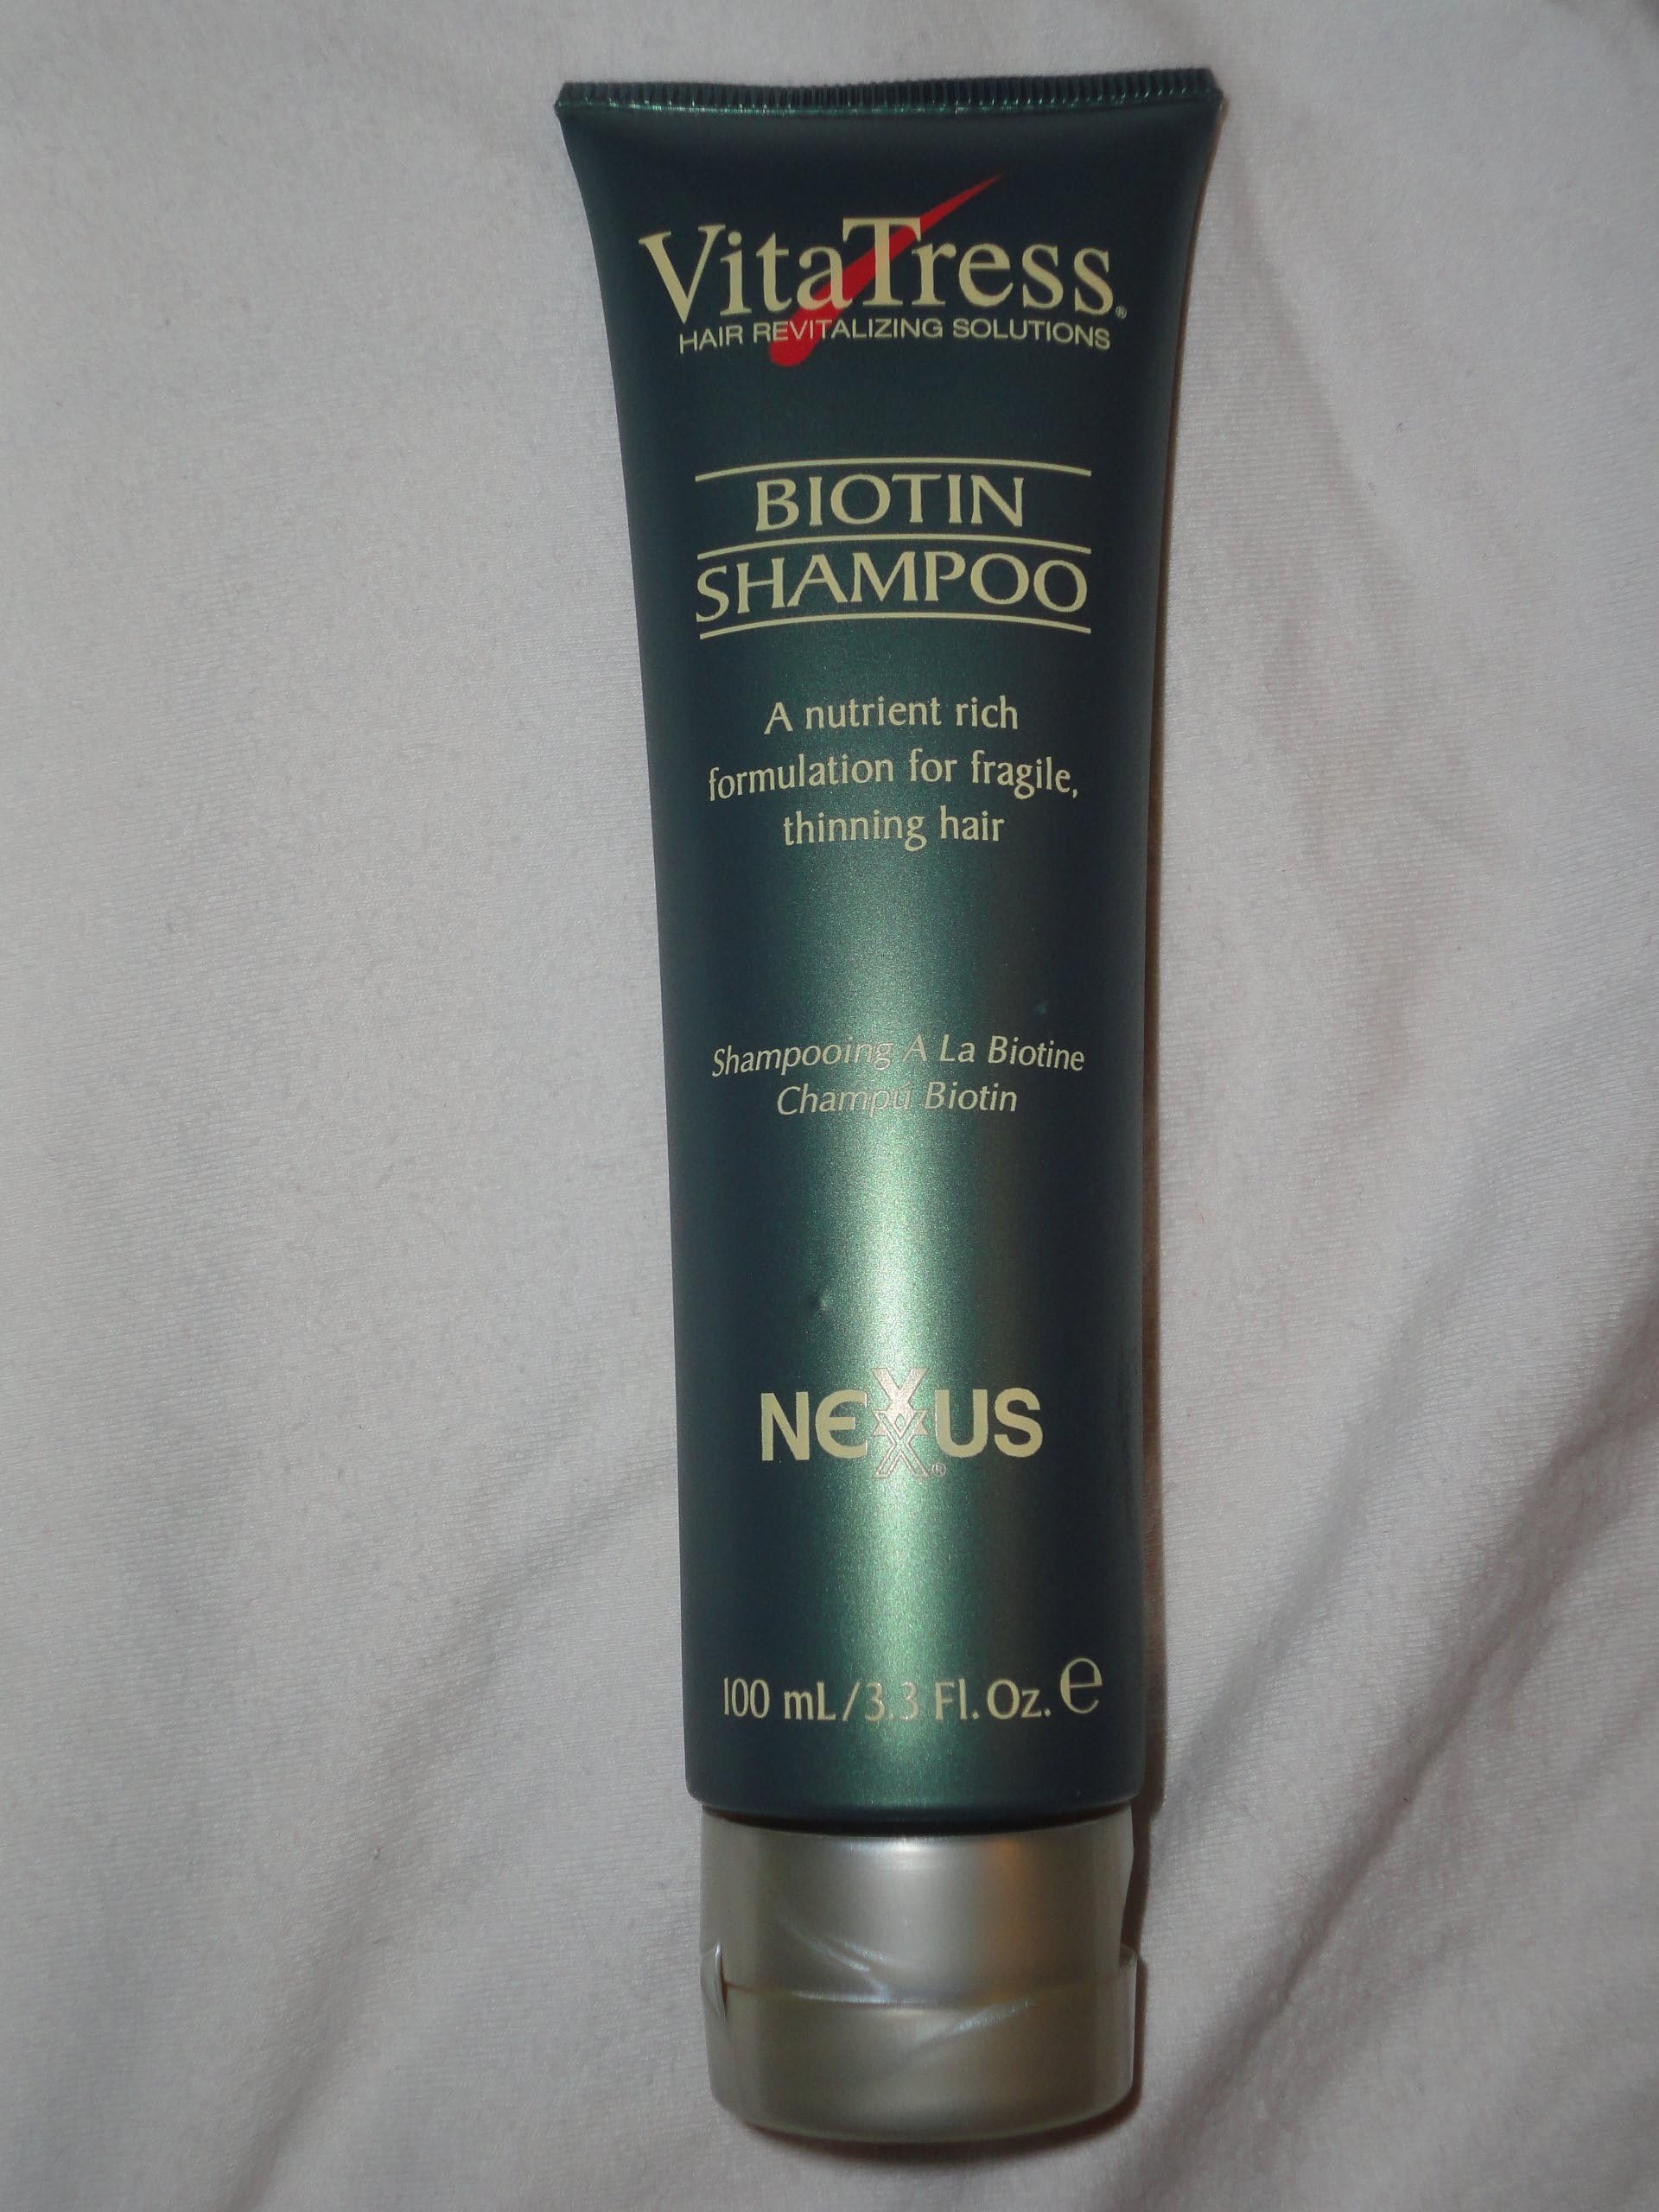 VitaTress®
HAIR REVITALIZING SOLUTIONS
BIOTIN
SHAMPOO
A nutrient rich
formulation for fragile,
thinning hair
Shampooing A La Biotine
Champú Biotin
NEXXUS®
100 mL/3.3 Fl. Oz. ℮